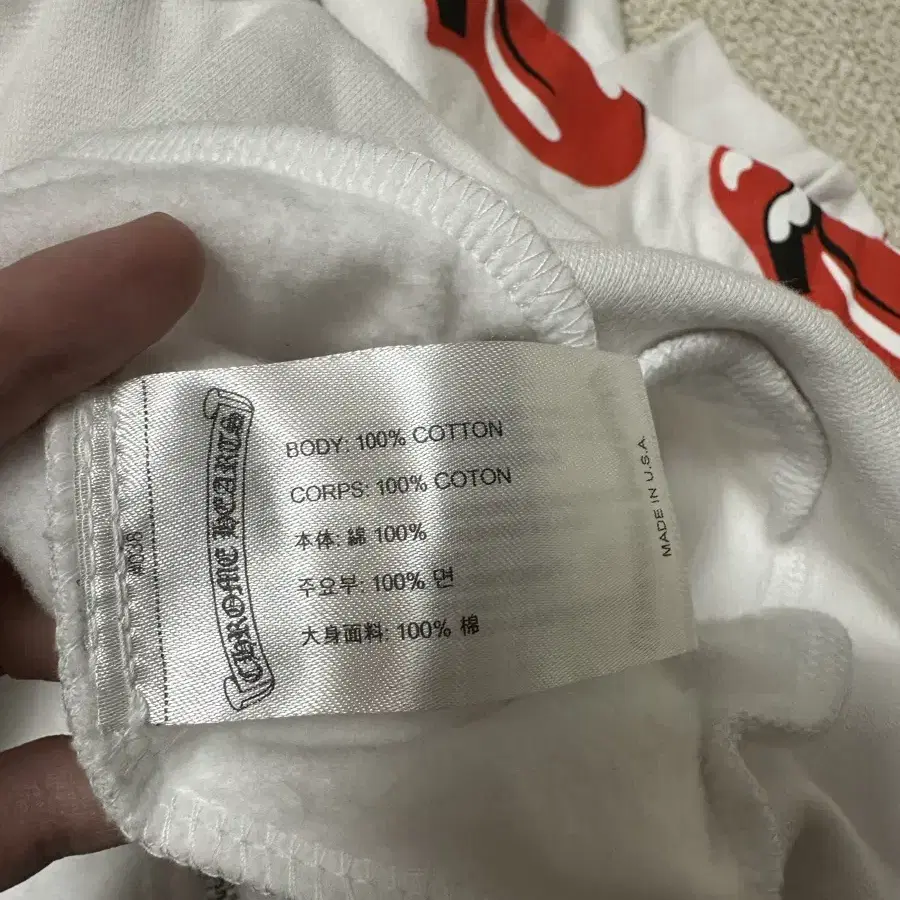 CHROME HEARTS
BODY: 100% COTTON
CORPS: 100% COTON
本体: 綿 100%
주요부: 100% 면
大身面料: 100% 棉
MADE IN U.S.A.